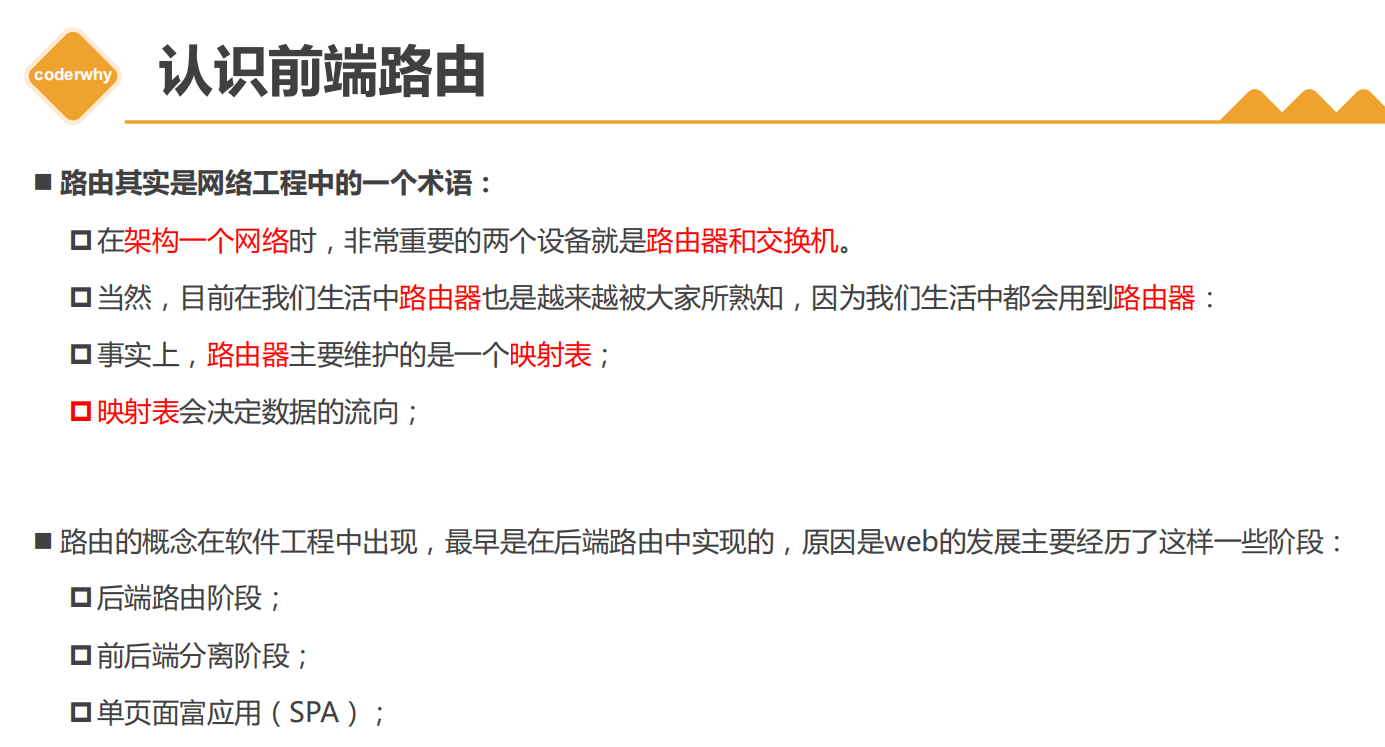 coderwhy
认识前端路由
路由其实是网络工程中的一个术语：
在架构一个网络时，非常重要的两个设备就是路由器和交换机。
当然，目前在我们生活中路由器也是越来越被大家所熟知，因为我们生活中都会用到路由器：
事实上，路由器主要维护的是一个映射表；
映射表会决定数据的流向；
路由的概念在软件工程中出现，最早是在后端路由中实现的，原因是web的发展主要经历了这样一些阶段：
后端路由阶段；
前后端分离阶段；
单页面富应用（SPA）；